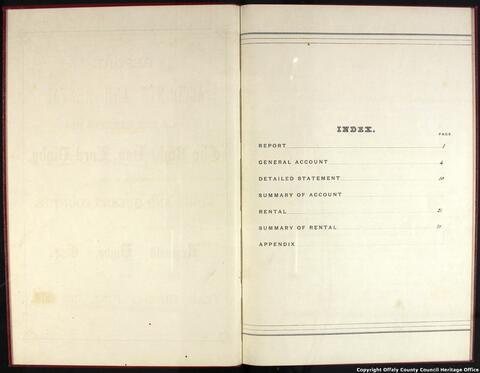 INDEX.
PAGE
REPORT 1
GENERAL ACCOUNT 4
DETAILED STATEMENT 10
SUMMARY OF ACCOUNT
RENTAL
SUMMARY OF RENTAL
APPENDIX
Copyright Offaly County Council Heritage Office